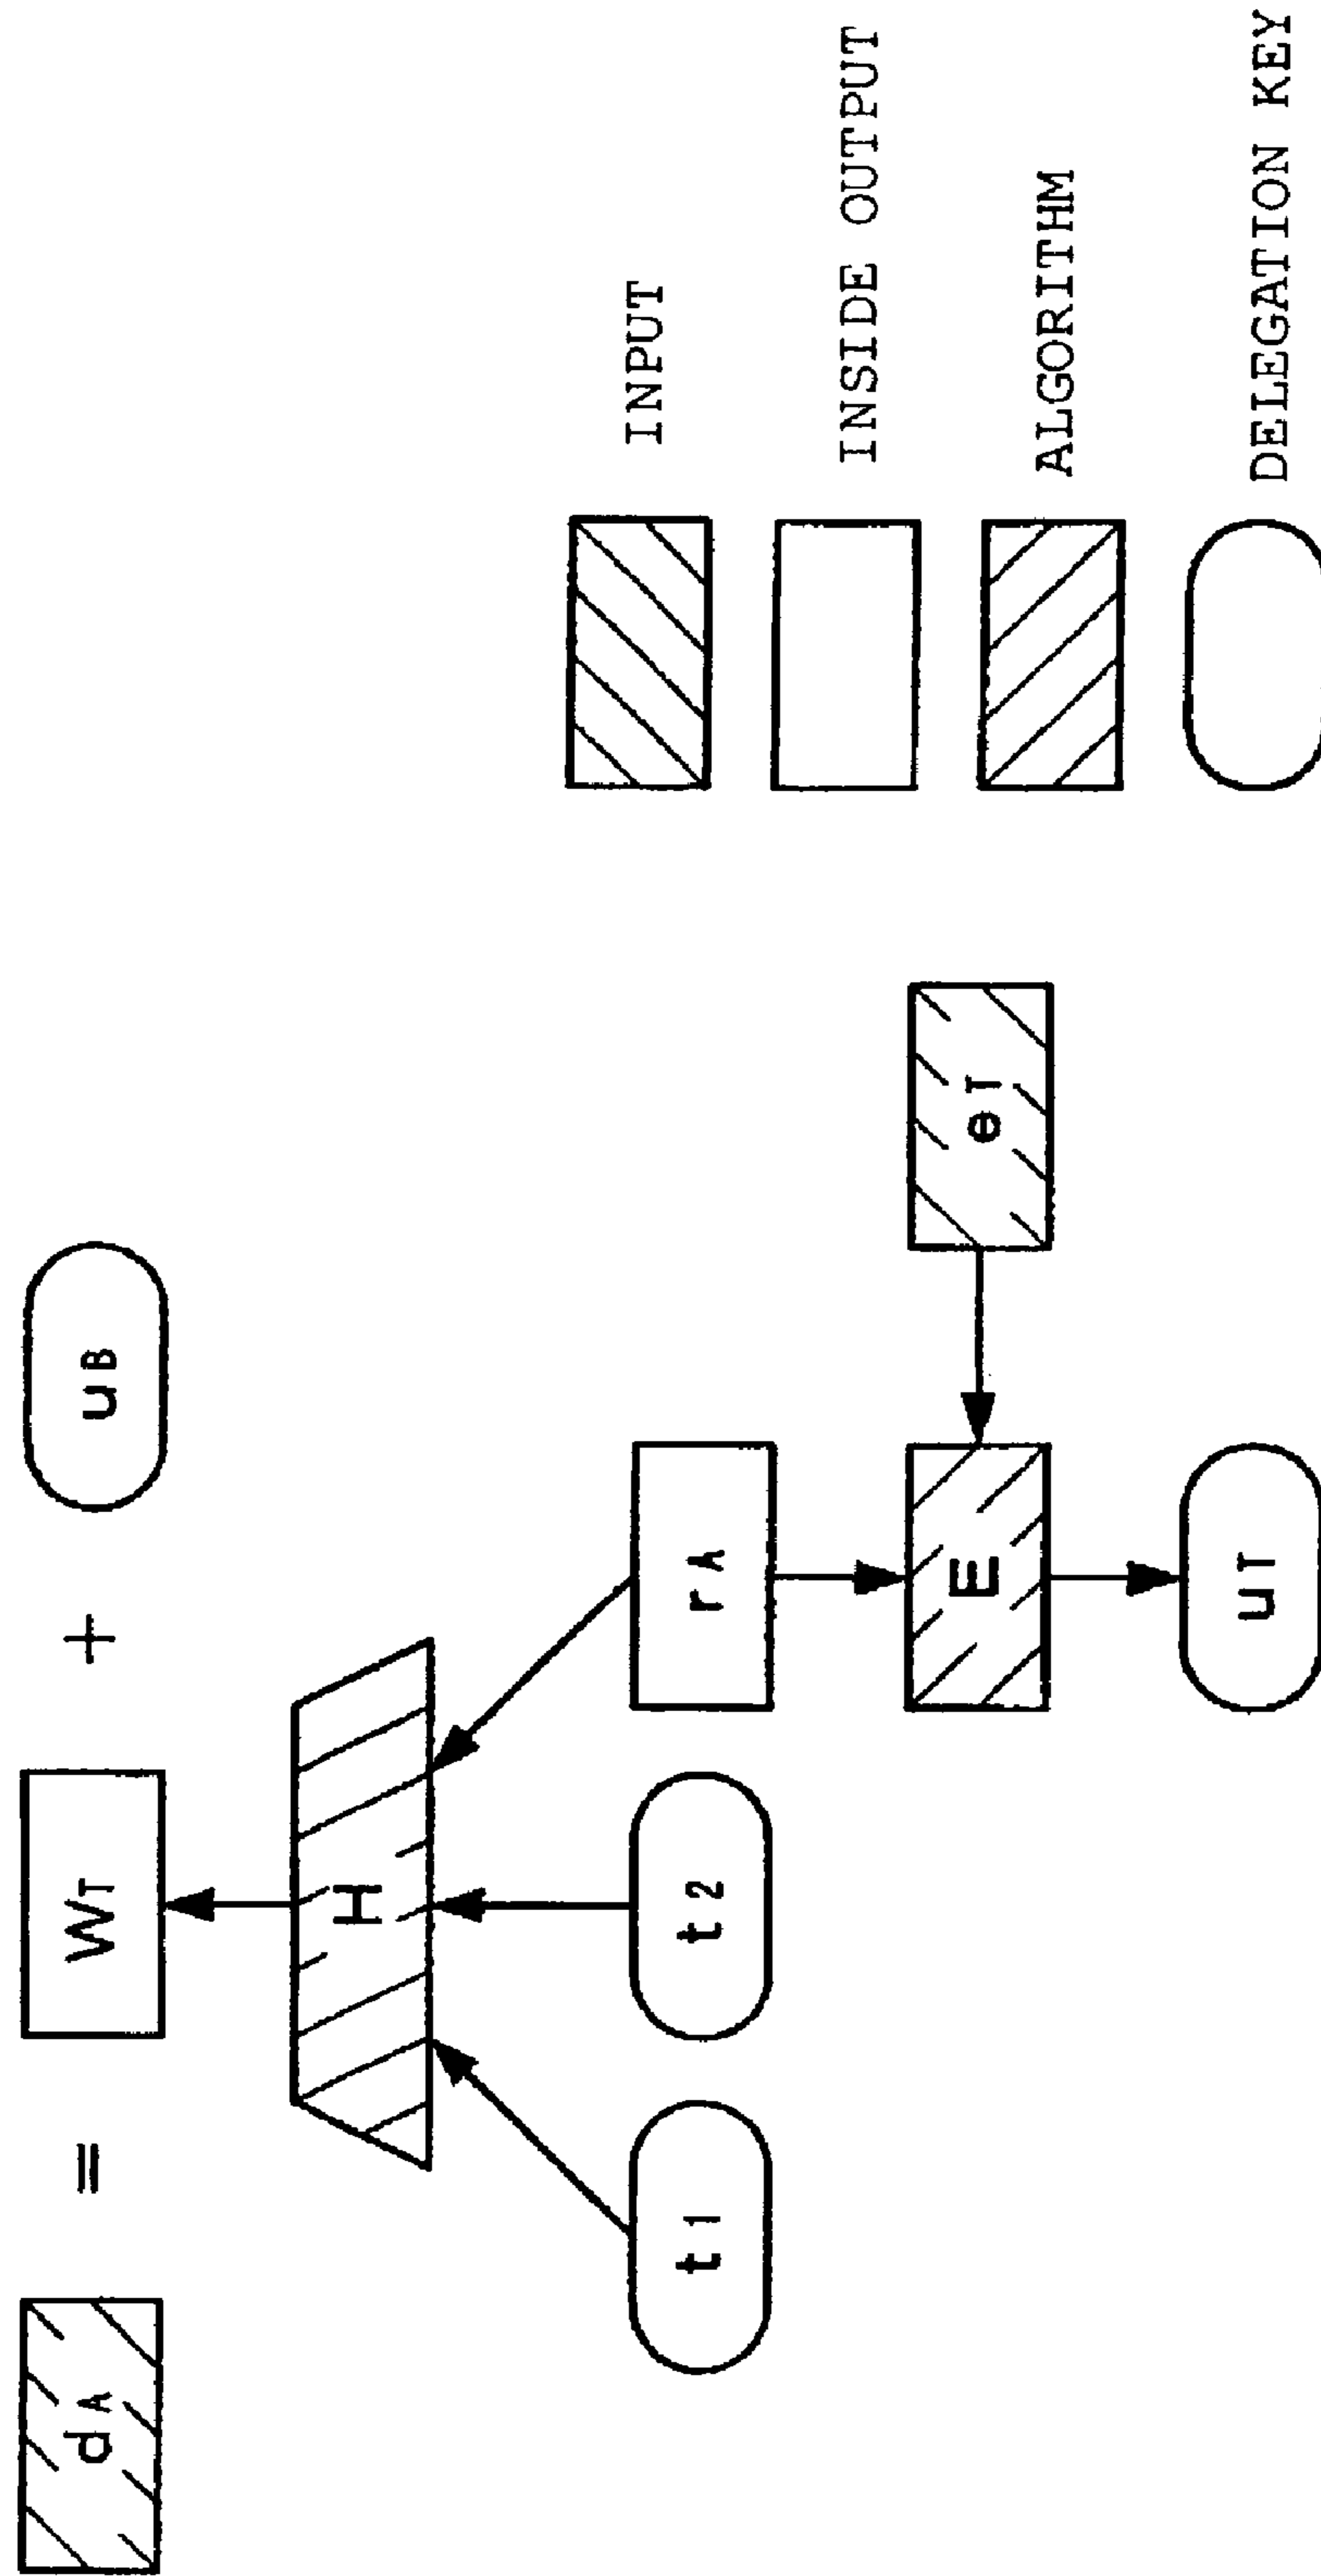 dA = WT + uB
H
t1 t2 rA
E eT
uT
INPUT
INSIDE OUTPUT
ALGORITHM
DELEGATION KEY